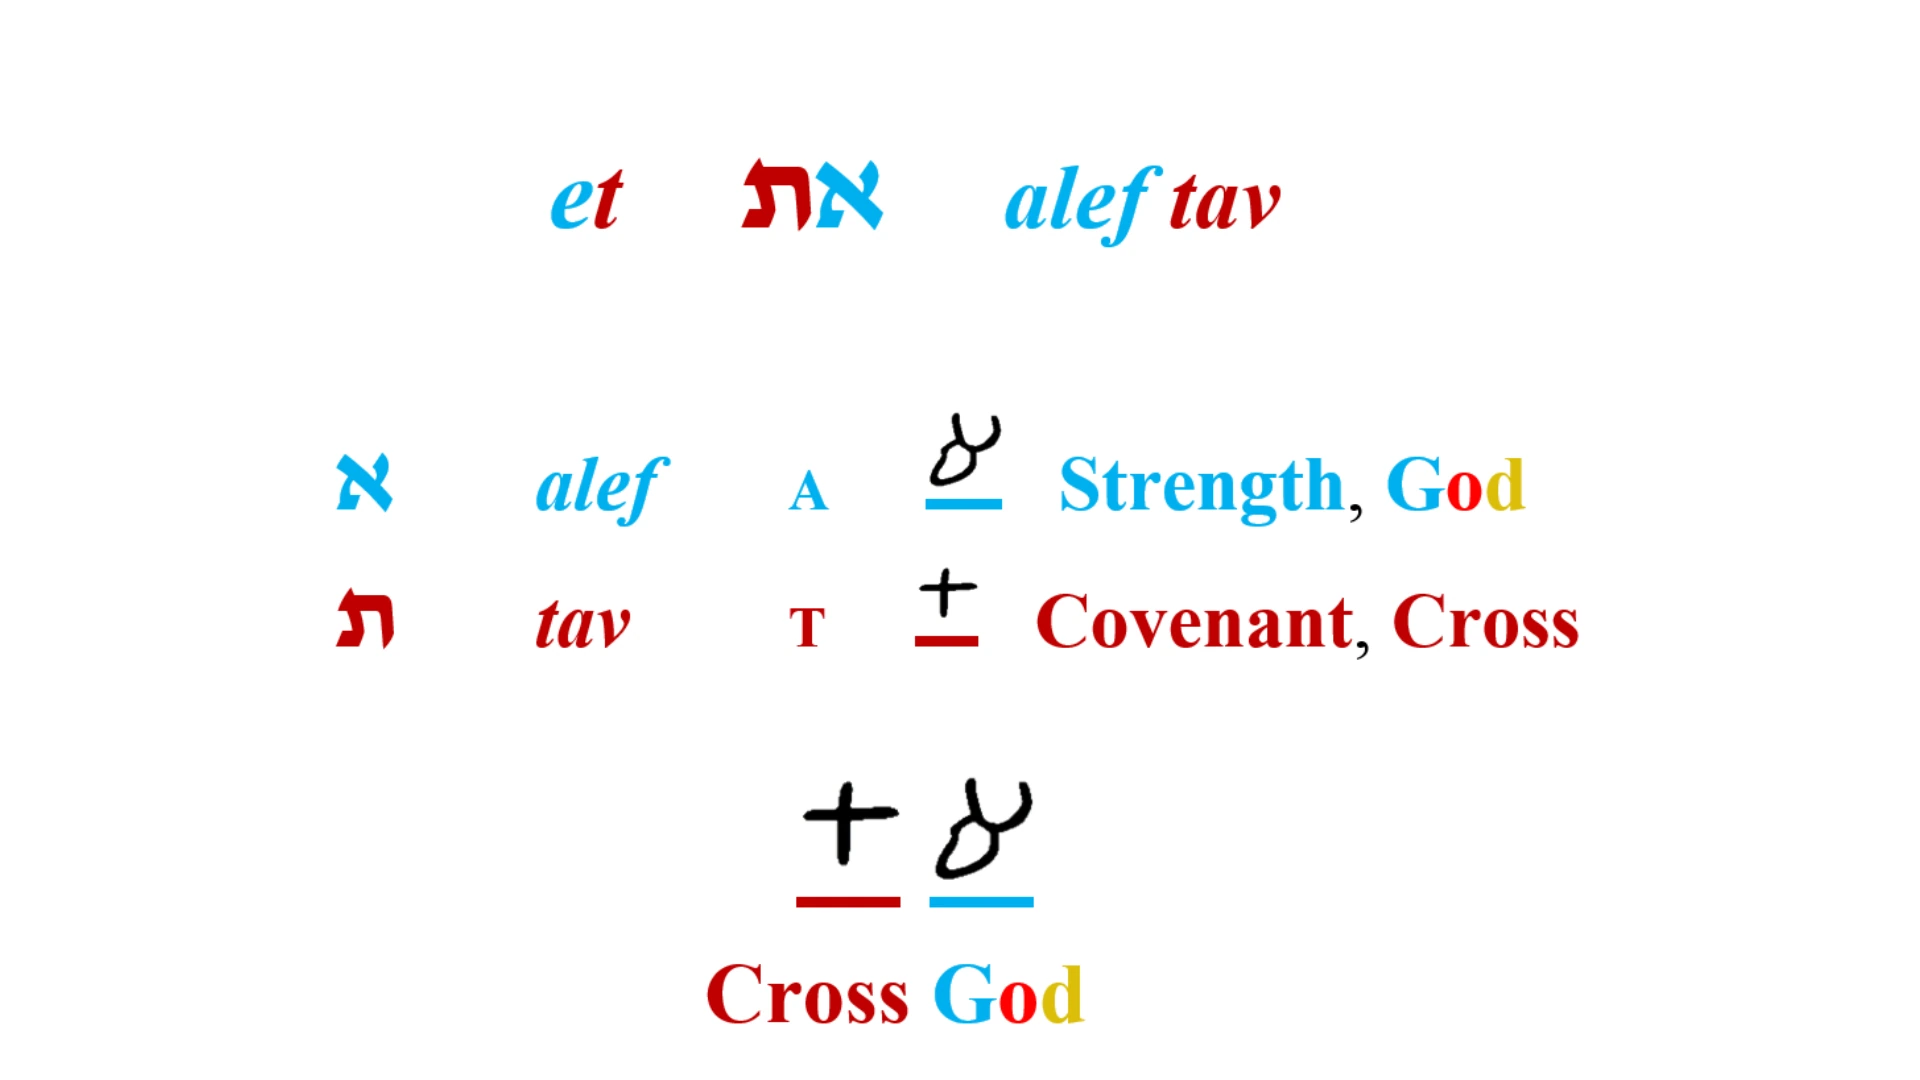 et את alef tav
א alef A Strength, God
ת tav T Covenant, Cross
Cross God